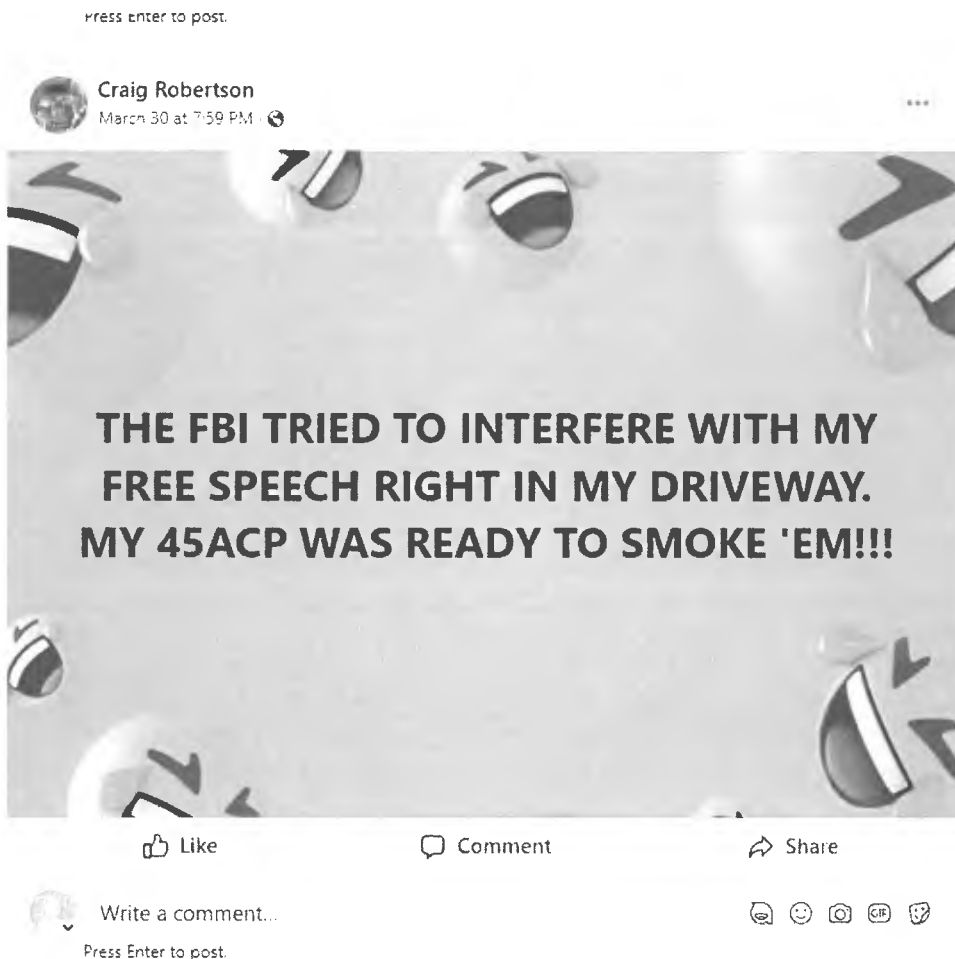 Press Enter to post.
Craig Robertson
March 30 at 7:59 PM ·
THE FBI TRIED TO INTERFERE WITH MY
FREE SPEECH RIGHT IN MY DRIVEWAY.
MY 45ACP WAS READY TO SMOKE 'EM!!!
Like
Comment
Share
Write a comment...
GIF
Press Enter to post.